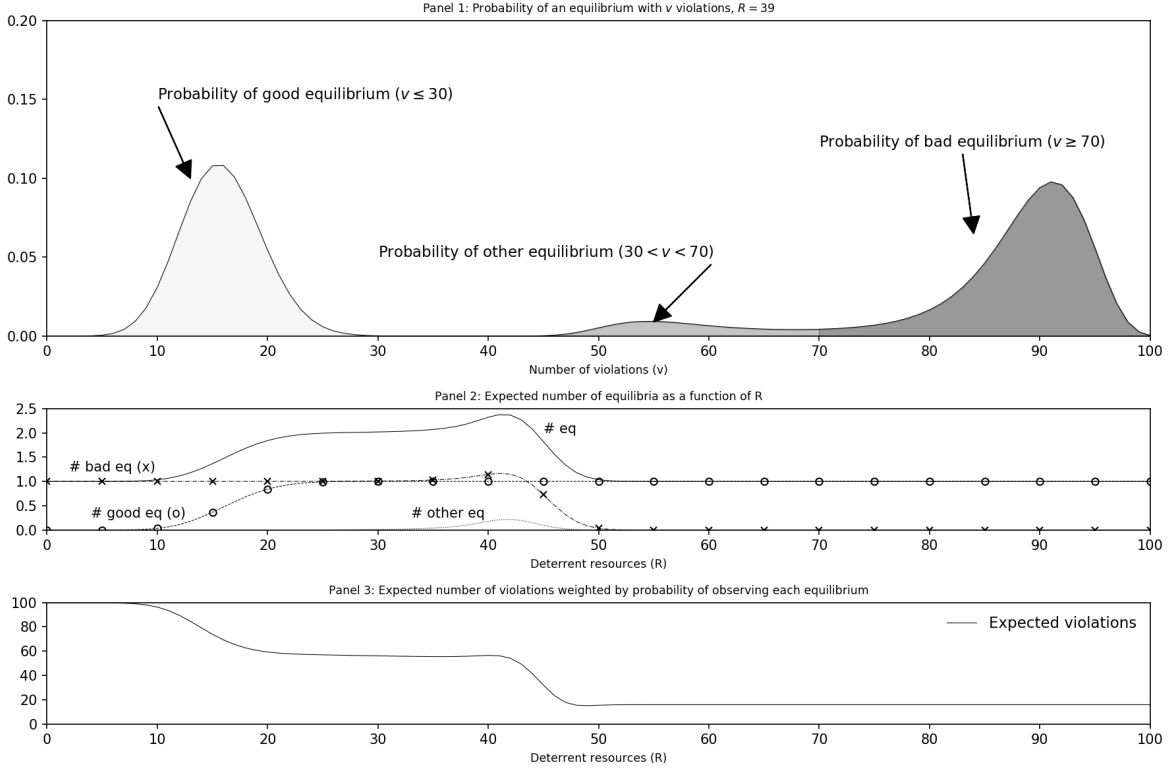 Panel 1: Probability of an equilibrium with v violations, R = 39
0.20
0.15
0.10
0.05
0.00
Probability of good equilibrium (v ≤ 30)
Probability of bad equilibrium (v ≥ 70)
Probability of other equilibrium (30 < v < 70)
0 10 20 30 40 50 60 70 80 90 100
Number of violations (v)
Panel 2: Expected number of equilibria as a function of R
2.5
2.0
1.5
1.0
0.5
0.0
# eq
# bad eq (x)
# good eq (o)
# other eq
0 10 20 30 40 50 60 70 80 90 100
Deterrent resources (R)
Panel 3: Expected number of violations weighted by probability of observing each equilibrium
100
80
60
40
20
0
Expected violations
0 10 20 30 40 50 60 70 80 90 100
Deterrent resources (R)